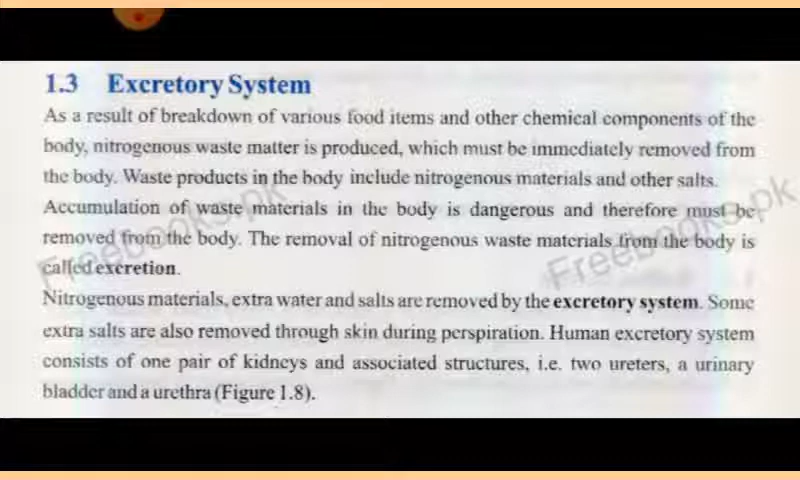 1.3 Excretory System
As a result of breakdown of various food items and other chemical components of the
body, nitrogenous waste matter is produced, which must be immediately removed from
the body. Waste products in the body include nitrogenous materials and other salts.
Accumulation of waste materials in the body is dangerous and therefore must be
removed from the body. The removal of nitrogenous waste materials from the body is
called excretion.
Nitrogenous materials, extra water and salts are removed by the excretory system. Some
extra salts are also removed through skin during perspiration. Human excretory system
consists of one pair of kidneys and associated structures, i.e. two ureters, a urinary
bladder and a urethra (Figure 1.8).
Freebooks.pk
Freebooks.pk